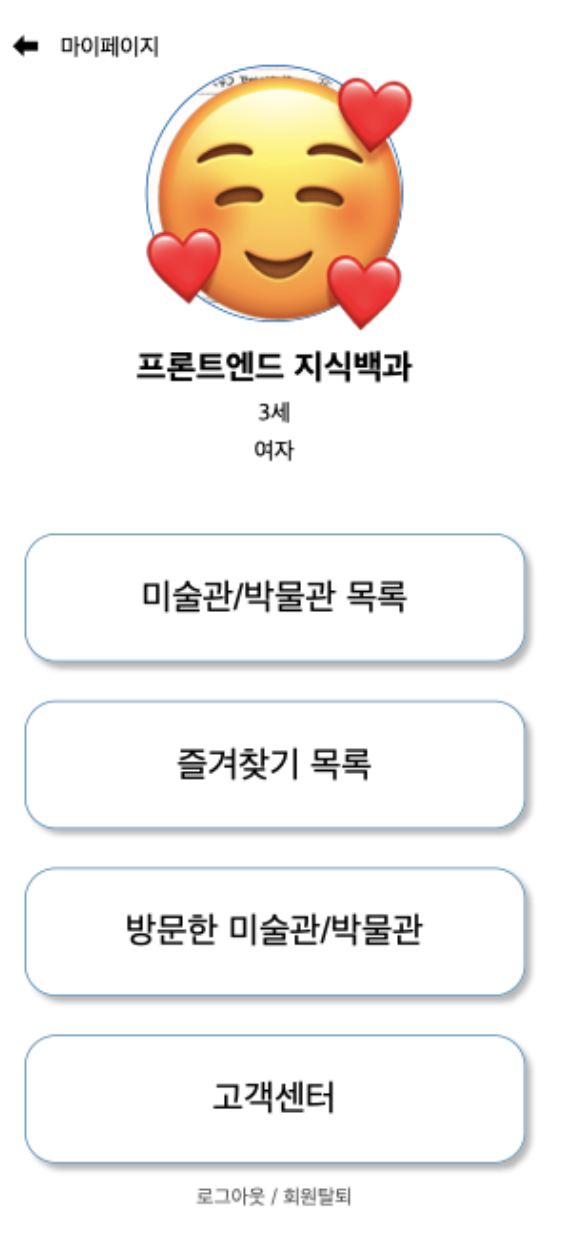 마이페이지
프론트엔드 지식백과
3세
여자
미술관/박물관 목록
즐겨찾기 목록
방문한 미술관/박물관
고객센터
로그아웃 / 회원탈퇴